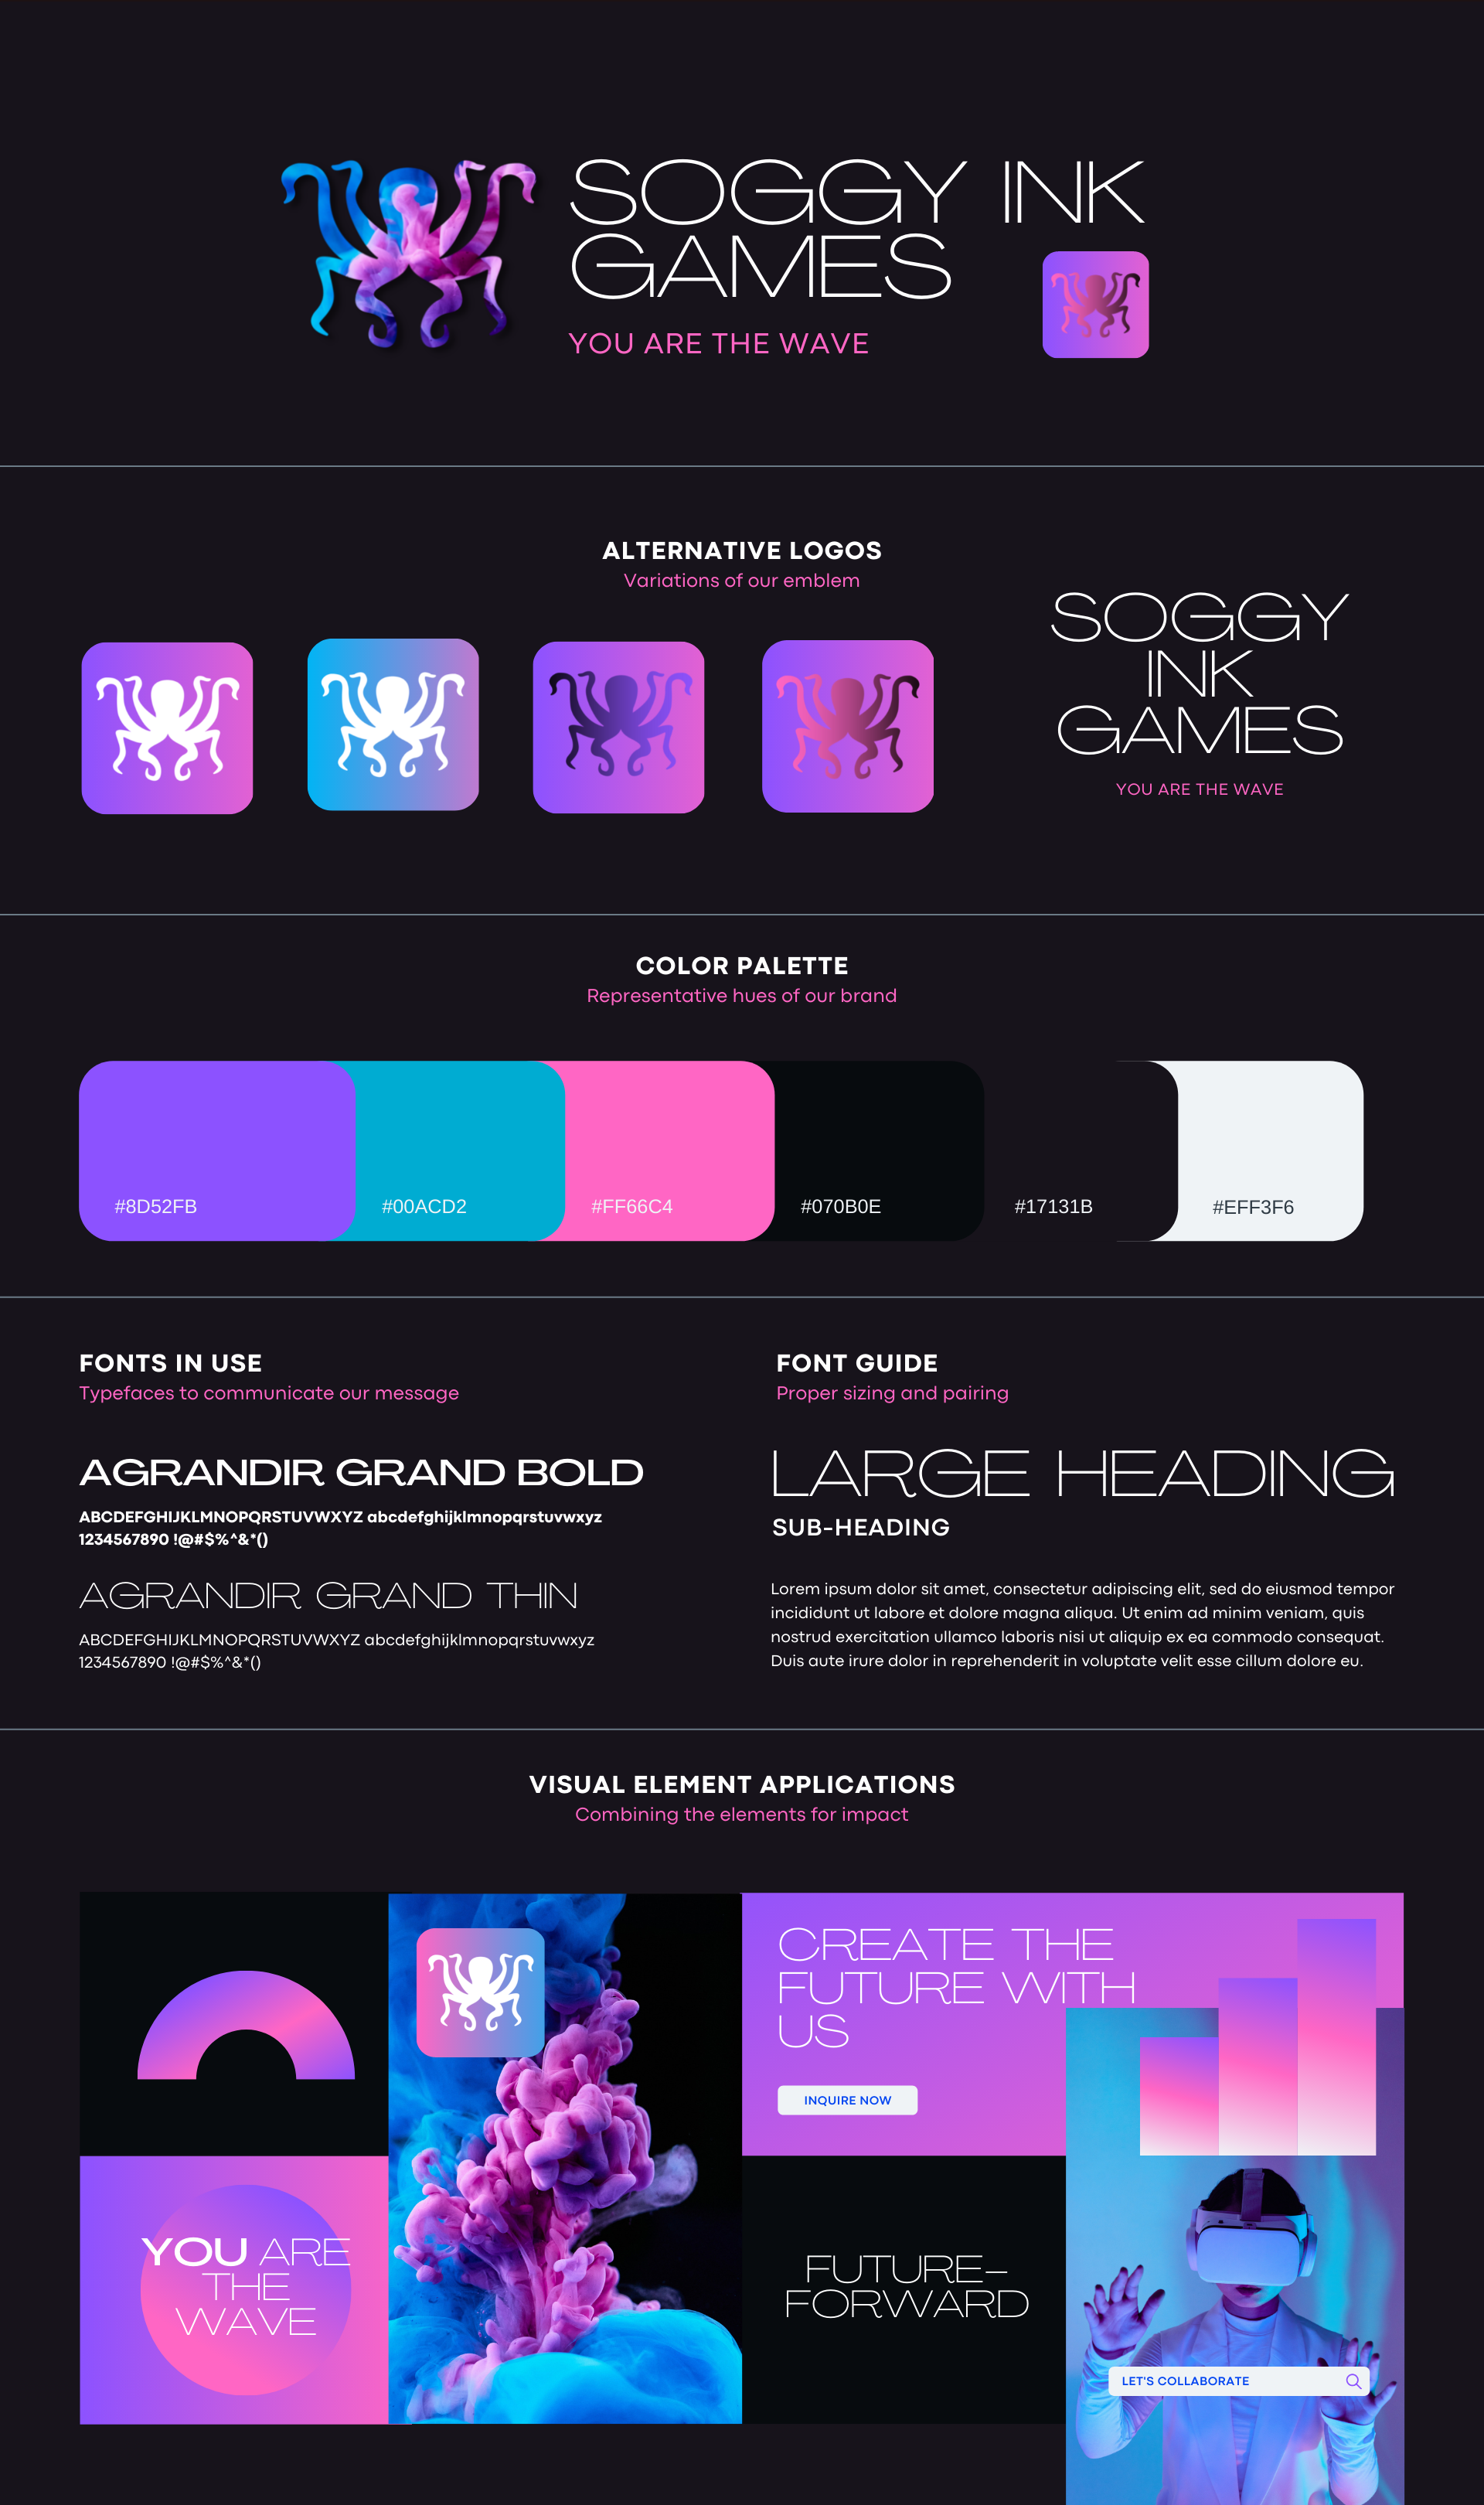 SOGGY INK
GAMES
YOU ARE THE WAVE
ALTERNATIVE LOGOS
Variations of our emblem
SOGGY
INK
GAMES
YOU ARE THE WAVE
COLOR PALETTE
Representative hues of our brand
#8D52FB
#00ACD2
#FF66C4
#070B0E
#17131B
#EFF3F6
FONTS IN USE
Typefaces to communicate our message
AGRANDIR GRAND BOLD
ABCDEFGHIJKLMNOPQRSTUVWXYZ abcdefghijklmnopqrstuvwxyz
1234567890 !@#$%^&*()
AGRANDIR GRAND THIN
ABCDEFGHIJKLMNOPQRSTUVWXYZ abcdefghijklmnopqrstuvwxyz
1234567890 !@#$%^&*()
FONT GUIDE
Proper sizing and pairing
LARGE HEADING
SUB-HEADING
Lorem ipsum dolor sit amet, consectetur adipiscing elit, sed do eiusmod tempor
incididunt ut labore et dolore magna aliqua. Ut enim ad minim veniam, quis
nostrud exercitation ullamco laboris nisi ut aliquip ex ea commodo consequat.
Duis aute irure dolor in reprehenderit in voluptate velit esse cillum dolore eu.
VISUAL ELEMENT APPLICATIONS
Combining the elements for impact
CREATE THE
FUTURE WITH
US
INQUIRE NOW
YOU ARE
THE
WAVE
FUTURE-
FORWARD
LET'S COLLABORATE